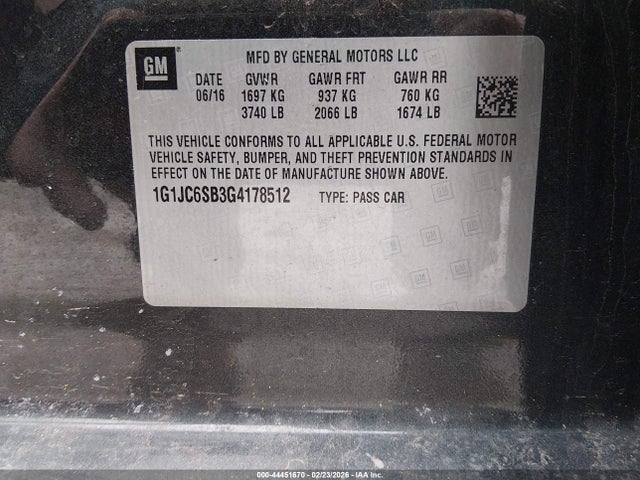 GM
MFD BY GENERAL MOTORS LLC
DATE GVWR GAWR FRT GAWR RR
06/16 1697 KG 937 KG 760 KG
3740 LB 2066 LB 1674 LB
THIS VEHICLE CONFORMS TO ALL APPLICABLE U.S. FEDERAL MOTOR
VEHICLE SAFETY, BUMPER, AND THEFT PREVENTION STANDARDS IN
EFFECT ON THE DATE OF MANUFACTURE SHOWN ABOVE.
1G1JC6SB3G4178512 TYPE: PASS CAR
000-44451670 - 02/23/2026 - IAAI.COM